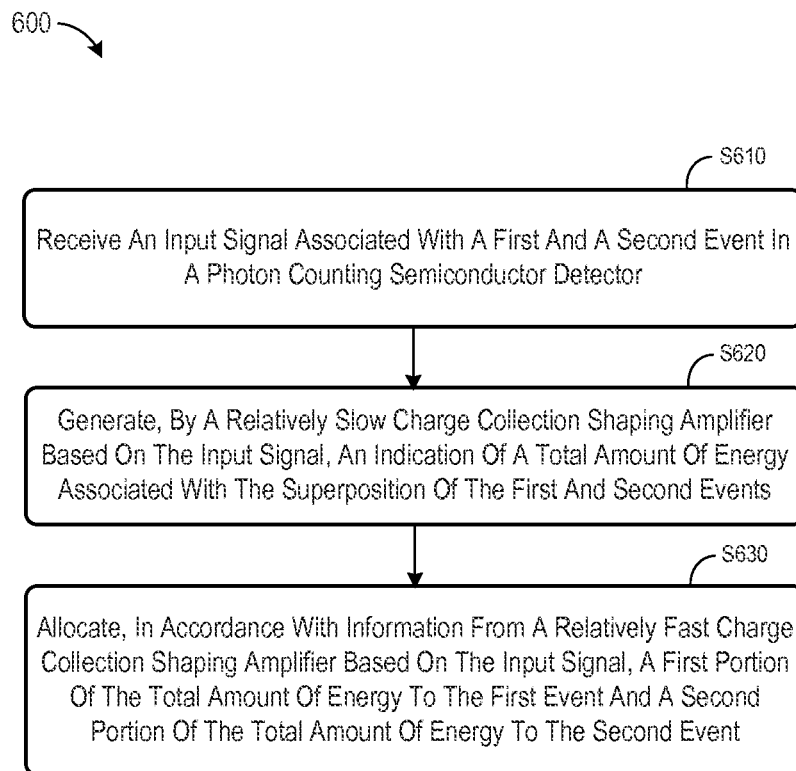 600
S610
Receive An Input Signal Associated With A First And A Second Event In
A Photon Counting Semiconductor Detector
S620
Generate, By A Relatively Slow Charge Collection Shaping Amplifier
Based On The Input Signal, An Indication Of A Total Amount Of Energy
Associated With The Superposition Of The First And Second Events
S630
Allocate, In Accordance With Information From A Relatively Fast Charge
Collection Shaping Amplifier Based On The Input Signal, A First Portion
Of The Total Amount Of Energy To The First Event And A Second
Portion Of The Total Amount Of Energy To The Second Event